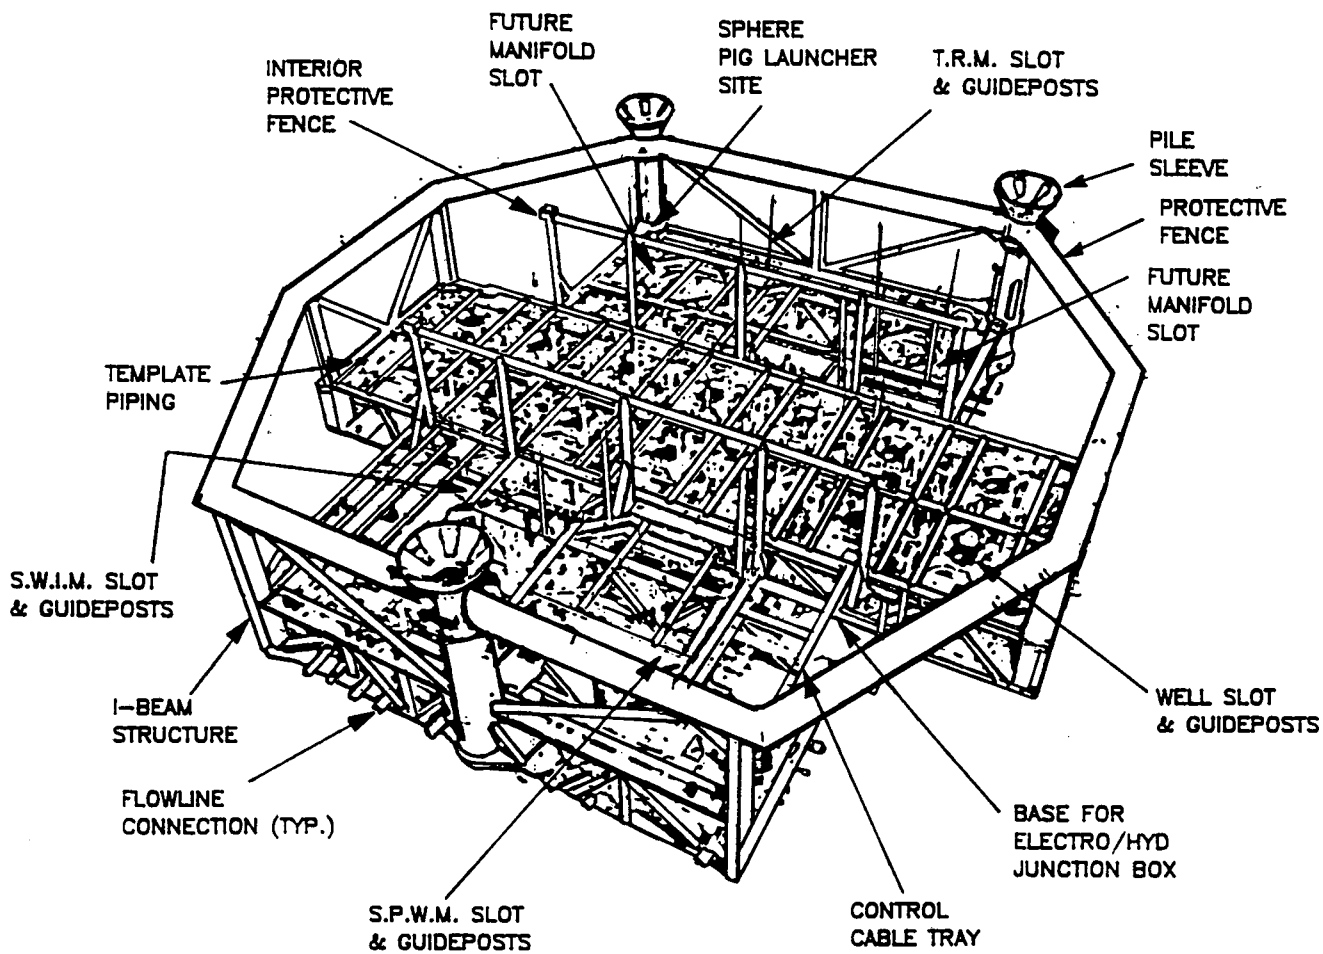 FUTURE
MANIFOLD
SLOT
SPHERE
PIG LAUNCHER
SITE
T.R.M. SLOT
& GUIDEPOSTS
INTERIOR
PROTECTIVE
FENCE
PILE
SLEEVE
PROTECTIVE
FENCE
FUTURE
MANIFOLD
SLOT
TEMPLATE
PIPING
S.W.I.M. SLOT
& GUIDEPOSTS
I-BEAM
STRUCTURE
FLOWLINE
CONNECTION (TYP.)
S.P.W.M. SLOT
& GUIDEPOSTS
CONTROL
CABLE TRAY
BASE FOR
ELECTRO/HYD
JUNCTION BOX
WELL SLOT
& GUIDEPOSTS